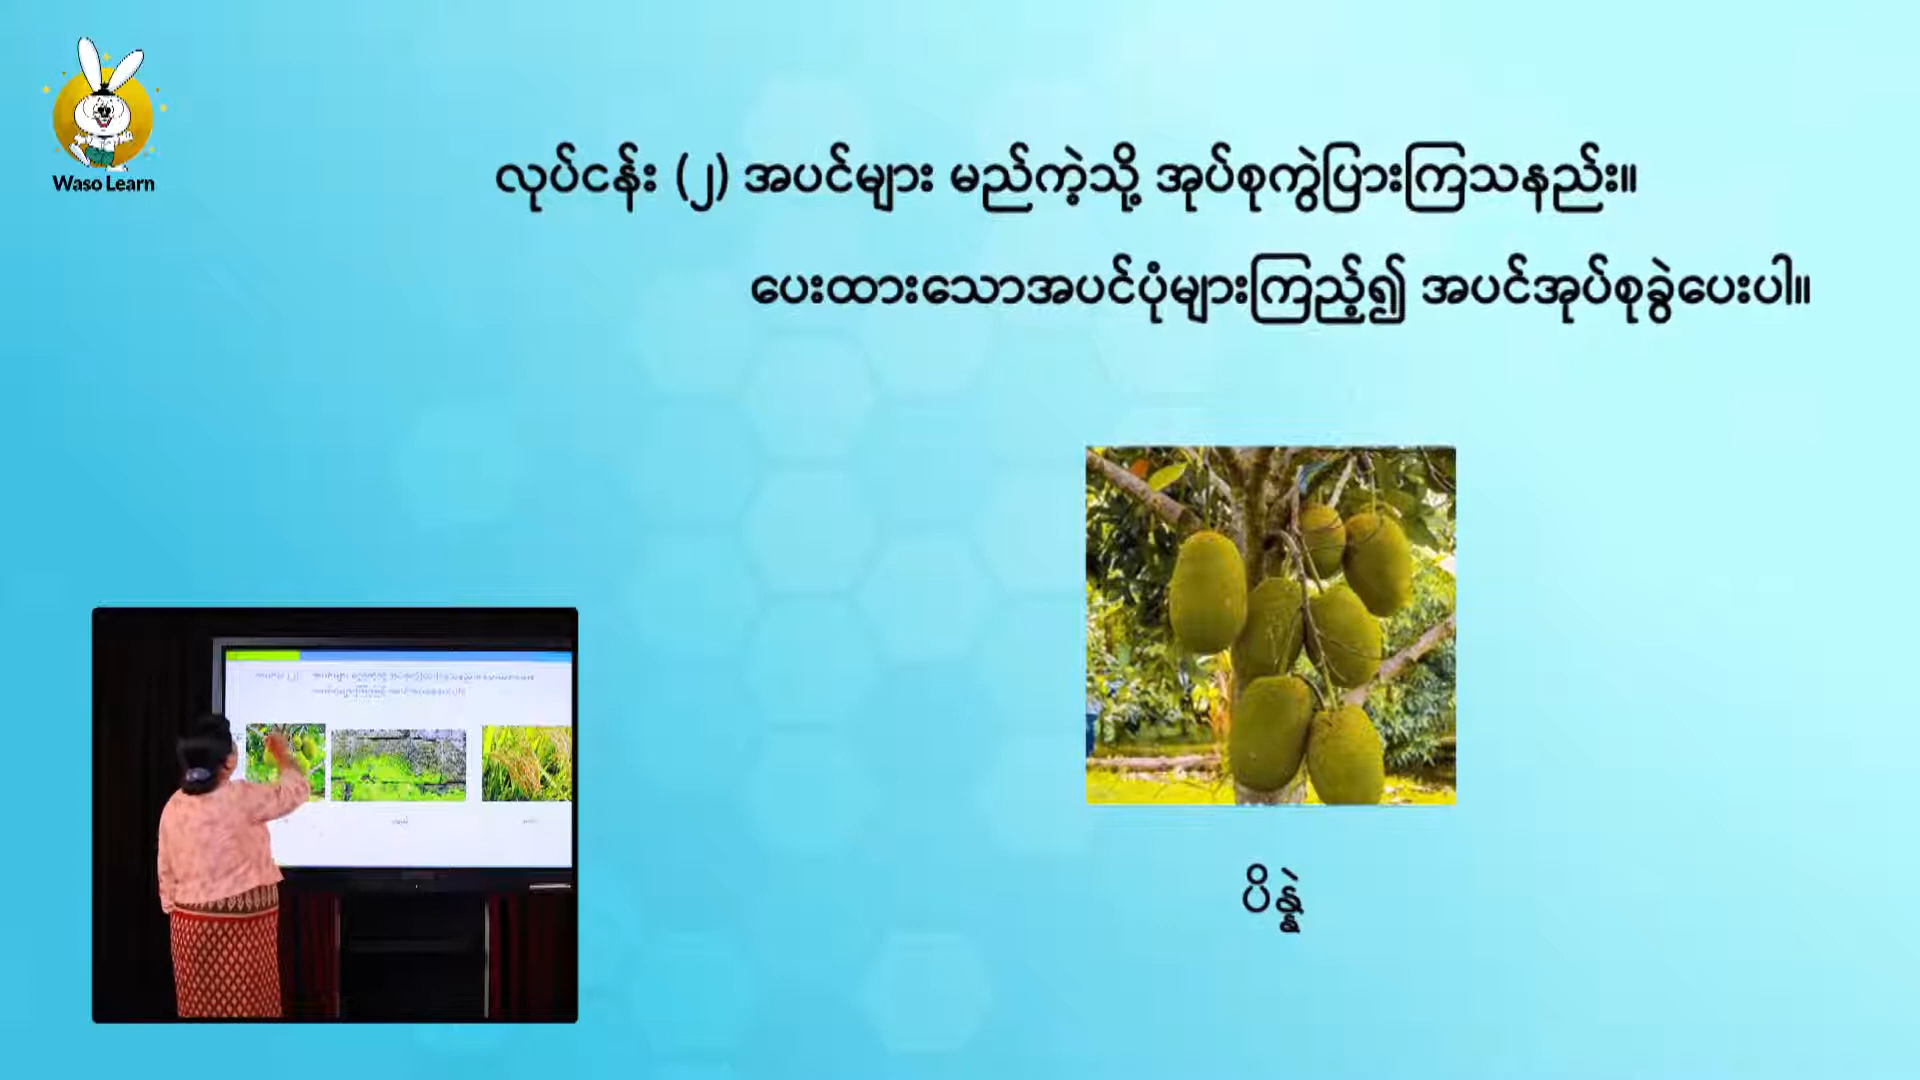 Waso Learn
လုပ်ငန်း (၂) အပင်များ မည်ကဲ့သို့ အုပ်စုကွဲပြားကြသနည်း။
ပေးထားသောအပင်ပုံများကြည့်၍ အပင်အုပ်စုခွဲပေးပါ။
ပိန္နဲ